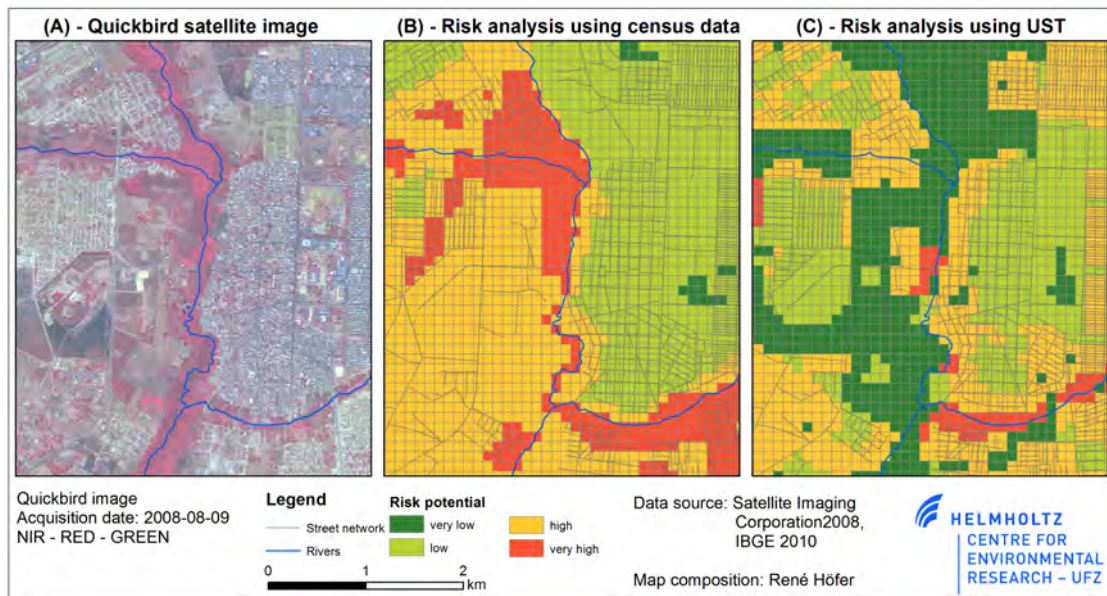 (A) - Quickbird satellite image
(B) - Risk analysis using census data
(C) - Risk analysis using UST
Quickbird image
Acquisition date: 2008-08-09
NIR - RED - GREEN
Legend
Street network
Rivers
0 1 2
km
Risk potential
very low
low
high
very high
Data source: Satellite Imaging
Corporation2008,
IBGE 2010
Map composition: René Höfer
HELMHOLTZ
CENTRE FOR
ENVIRONMENTAL
RESEARCH – UFZ